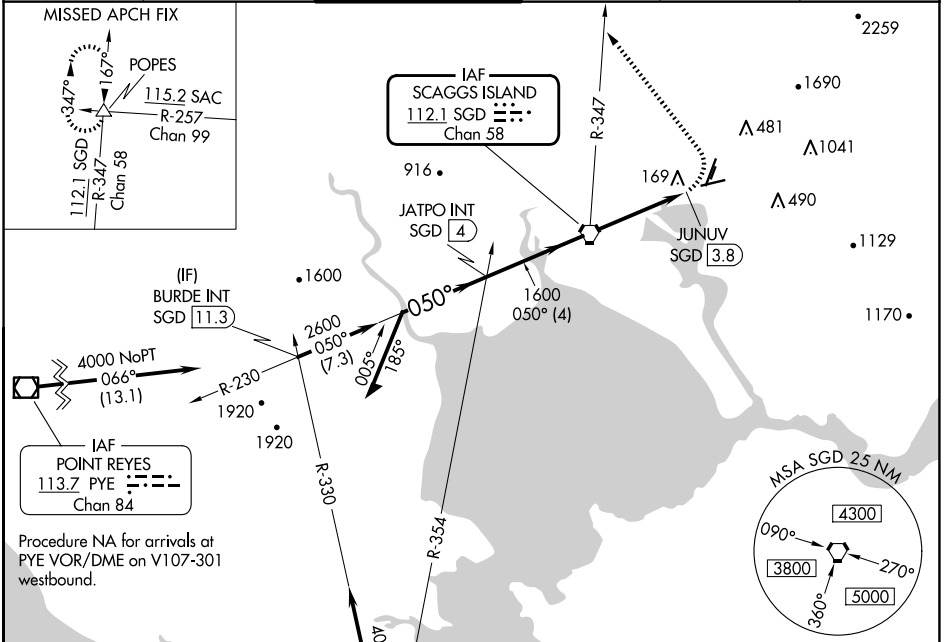 MISSED APCH FIX
347°
167°
POPES
115.2 SAC
R-257
Chan 99
112.1 SGD
R-347
Chan 58
IAF
SCAGGS ISLAND
112.1 SGD
Chan 58
R-347
2259
1690
481
1041
916
169
490
JATPO INT
SGD 4
JUNUV
SGD 3.8
1129
(IF)
BURDE INT
SGD 11.3
1600
050°
1600
050° (4)
1170
2600
050°
(7.3)
005°
185°
4000 NoPT
066°
(13.1)
R-230
1920
1920
IAF
POINT REYES
113.7 PYE
Chan 84
R-330
R-354
Procedure NA for arrivals at
PYE VOR/DME on V107-301
westbound.
MSA SGD 25 NM
4300
090°
3800
270°
5000
360°